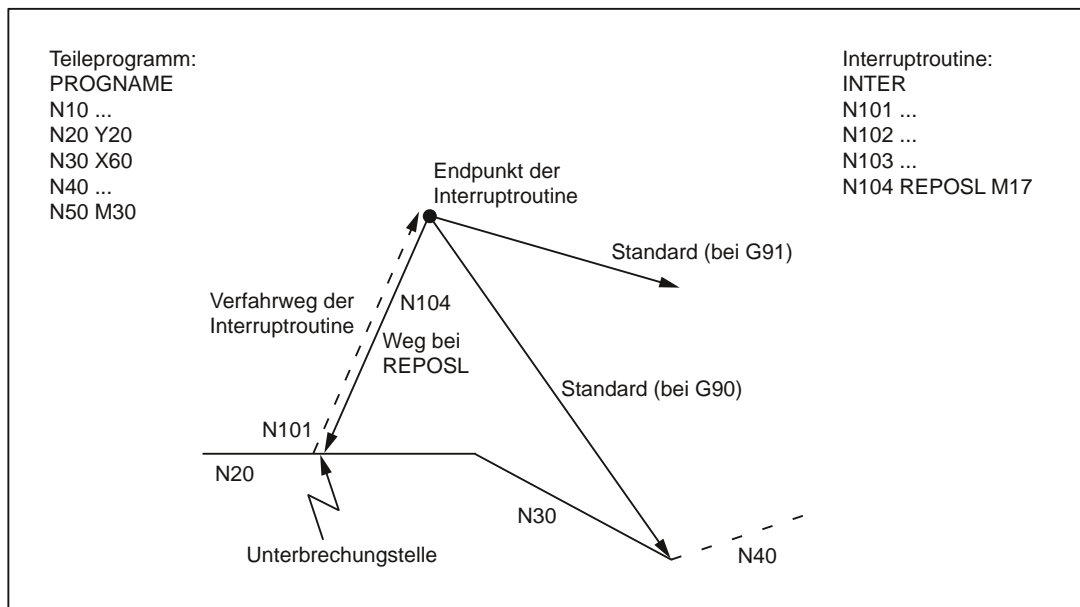 Teileprogramm:
PROGNAME
N10 ...
N20 Y20
N30 X60
N40 ...
N50 M30
Interruptroutine:
INTER
N101 ...
N102 ...
N103 ...
N104 REPOSL M17
Endpunkt der
Interruptroutine
Standard (bei G91)
Verfahrweg der
Interruptroutine
N104
Weg bei
REPOSL
Standard (bei G90)
N101
N20
N30
Unterbrechungstelle
N40